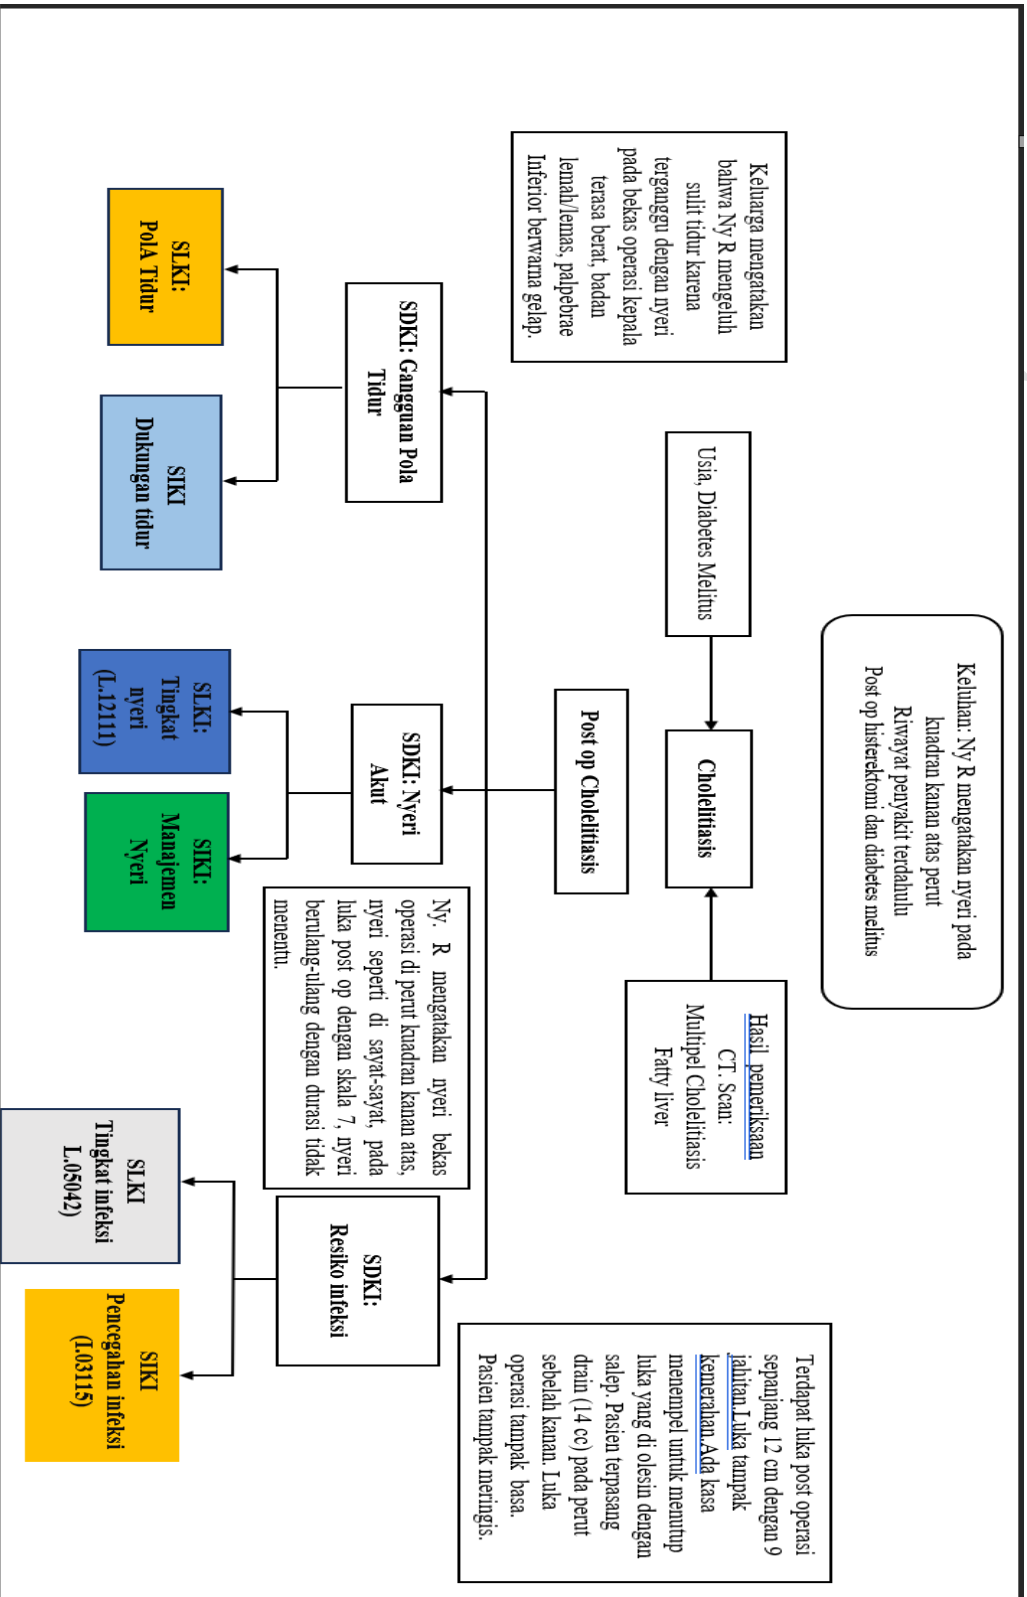 Keluhan: Ny R mengatakan nyeri pada
kuadran kanan atas perut
Riwayat penyakit terdahulu
Post op histerektomi dan diabetes melitus
Keluarga mengatakan
bahwa Ny R mengeluh
sulit tidur karena
terganggu dengan nyeri
pada bekas operasi kepala
terasa berat, badan
lemah/lemas, palpebrae
Inferior berwarna gelap.
Usia, Diabetes Melitus
Cholelitiasis
Hasil pemeriksaan
CT. Scan:
Multipel Cholelitiasis
Fatty liver
Terdapat luka post operasi
sepanjang 12 cm dengan 9
jahitan.Luka tampak
kemerahan.Ada kasa
menempel untuk menutup
luka yang di olesin dengan
salep. Pasien terpasang
drain (14 cc) pada perut
sebelah kanan. Luka
operasi tampak basa.
Pasien tampak meringis.
Post op Cholelitiasis
SDKI: Gangguan Pola
Tidur
SDKI: Nyeri
Akut
Ny. R mengatakan nyeri bekas
operasi di perut kuadran kanan atas,
nyeri seperti di sayat-sayat, pada
luka post op dengan skala 7, nyeri
berulang-ulang dengan durasi tidak
menentu.
SDKI:
Resiko infeksi
SLKI:
PolA Tidur
SIKI
Dukungan tidur
SLKI:
Tingkat
nyeri
(L.12111)
SIKI:
Manajemen
Nyeri
SLKI
Tingkat infeksi
L.05042)
SIKI
Pencegahan infeksi
(I.03115)